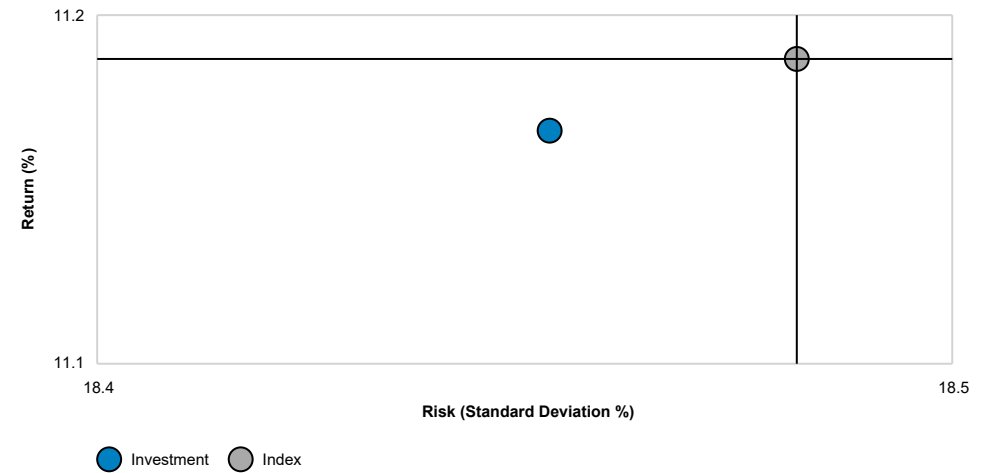 11.2
Return (%)
11.1
18.4
18.5
Risk (Standard Deviation %)
Investment
Index